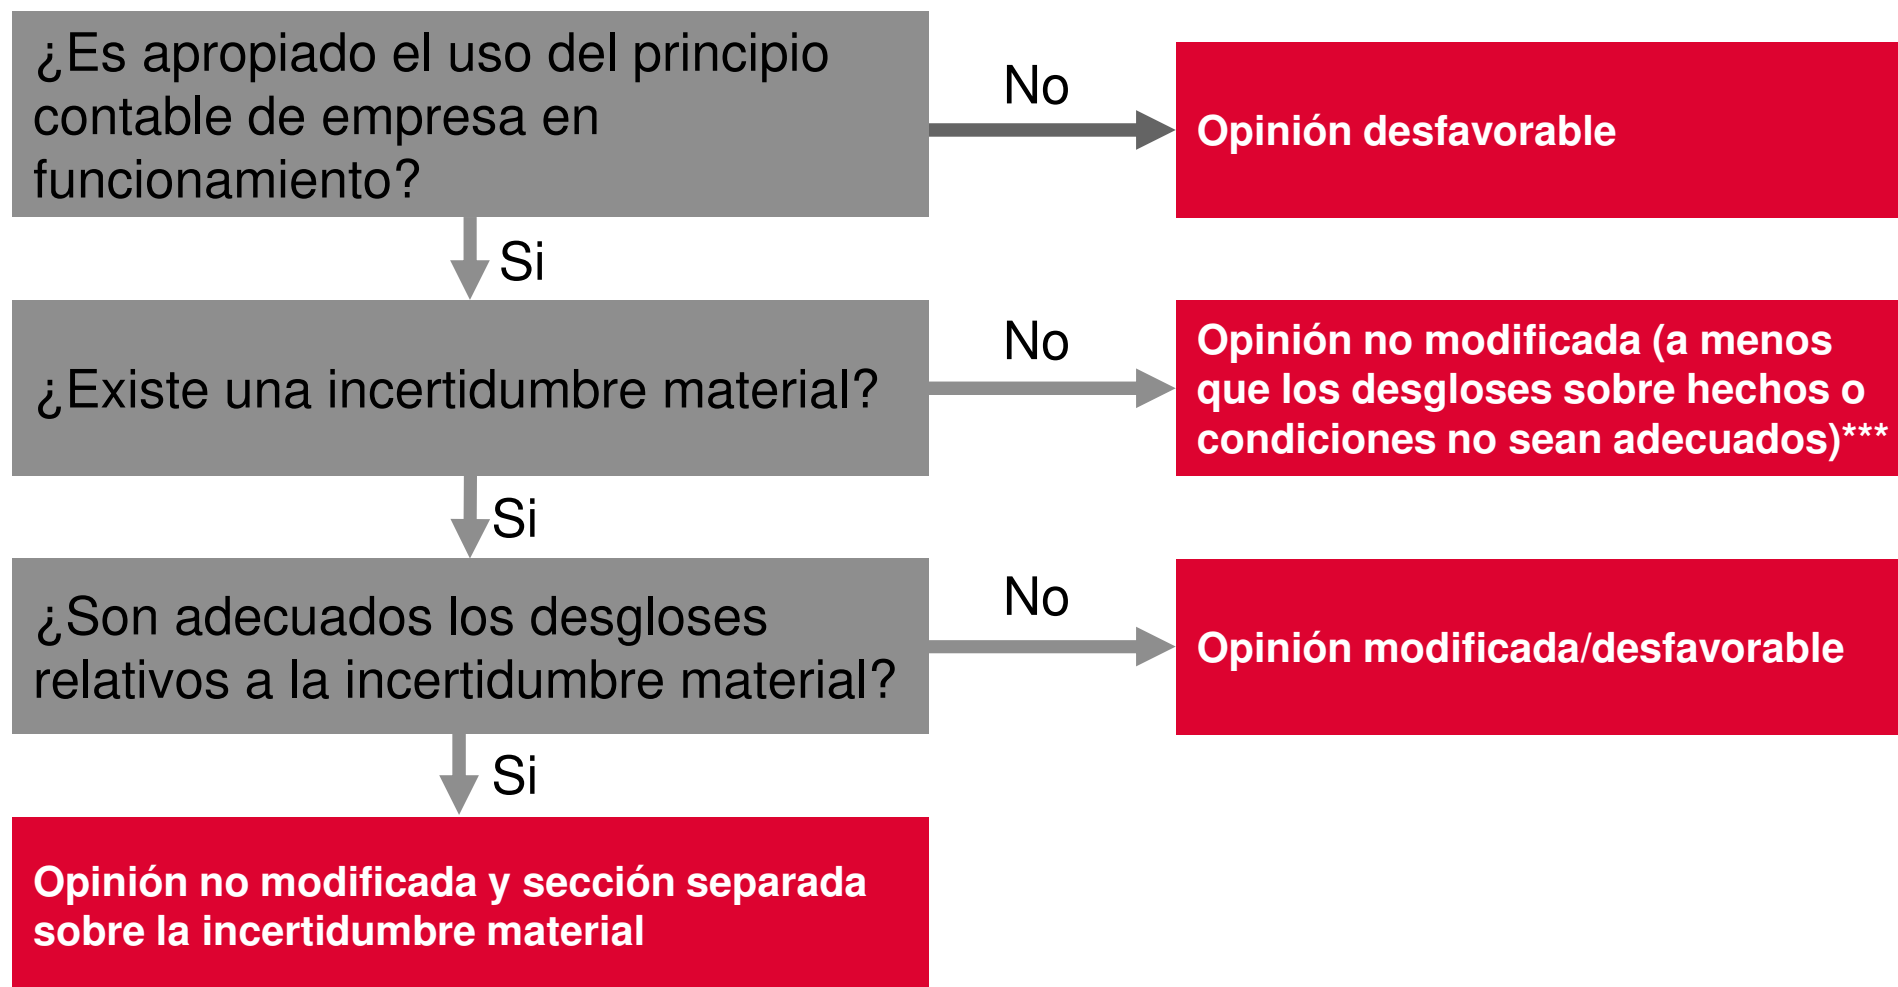 ¿Es apropiado el uso del principio
contable de empresa en
funcionamiento?
No
Opinión desfavorable
Si
¿Existe una incertidumbre material?
No
Opinión no modificada (a menos
que los desgloses sobre hechos o
condiciones no sean adecuados)***
Si
¿Son adecuados los desgloses
relativos a la incertidumbre material?
No
Opinión modificada/desfavorable
Si
Opinión no modificada y sección separada
sobre la incertidumbre material